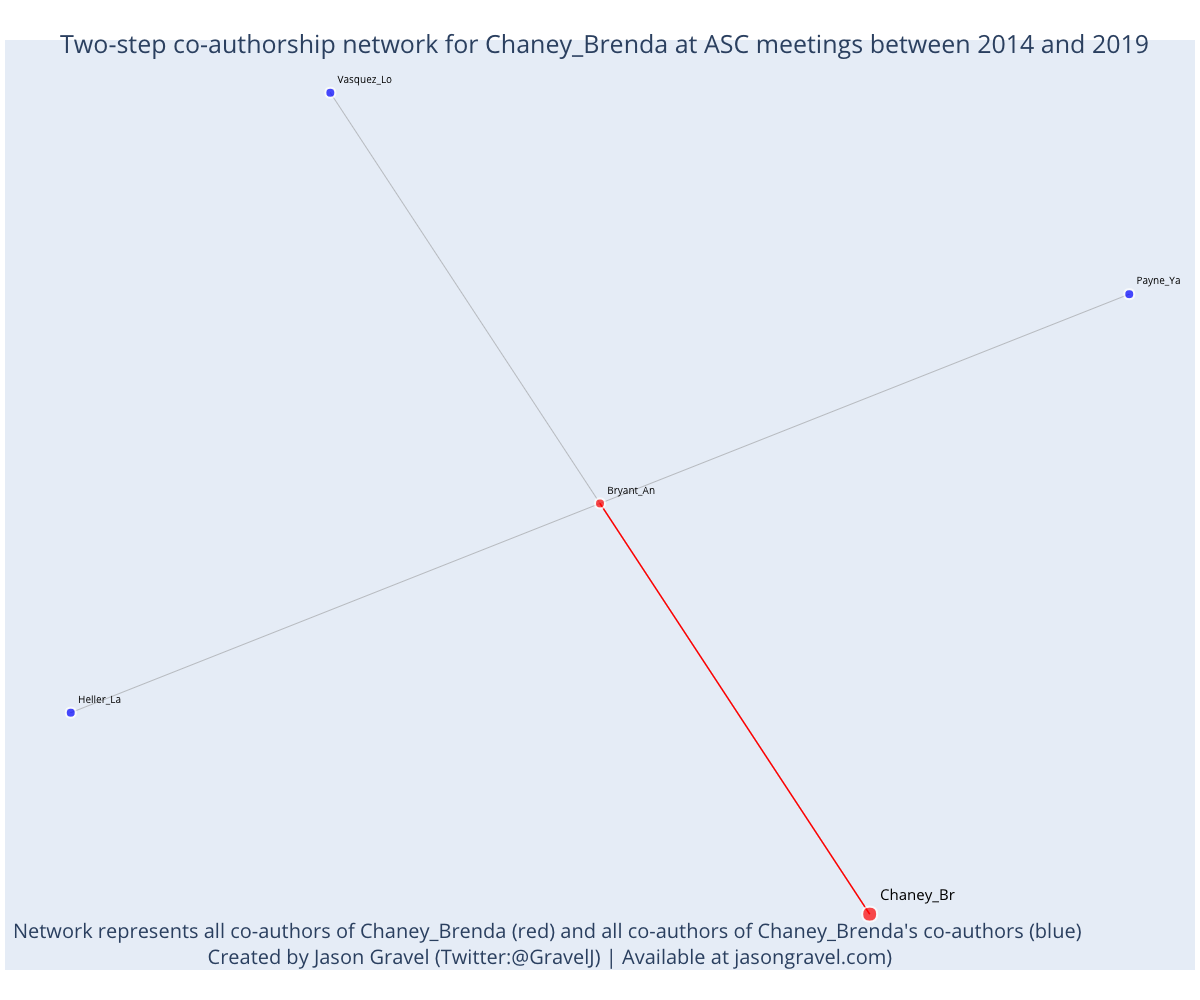 Two-step co-authorship network for Chaney_Brenda at ASC meetings between 2014 and 2019
Vasquez_Lo
Payne_Ya
Bryant_An
Heller_La
Chaney_Br
Network represents all co-authors of Chaney_Brenda (red) and all co-authors of Chaney_Brenda's co-authors (blue)
Created by Jason Gravel (Twitter:@GravelJ) | Available at jasongravel.com)